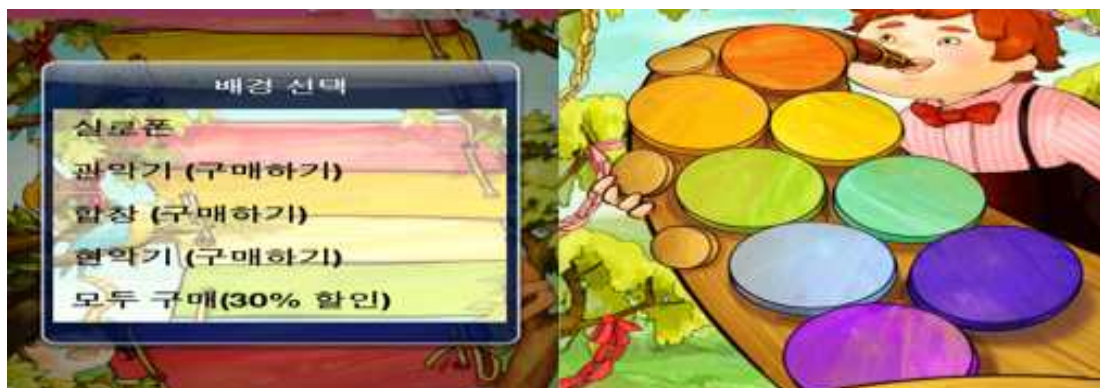 배경 선택
실로폰
관악기 (구매하기)
합창 (구매하기)
현악기 (구매하기)
모두 구매(30% 할인)